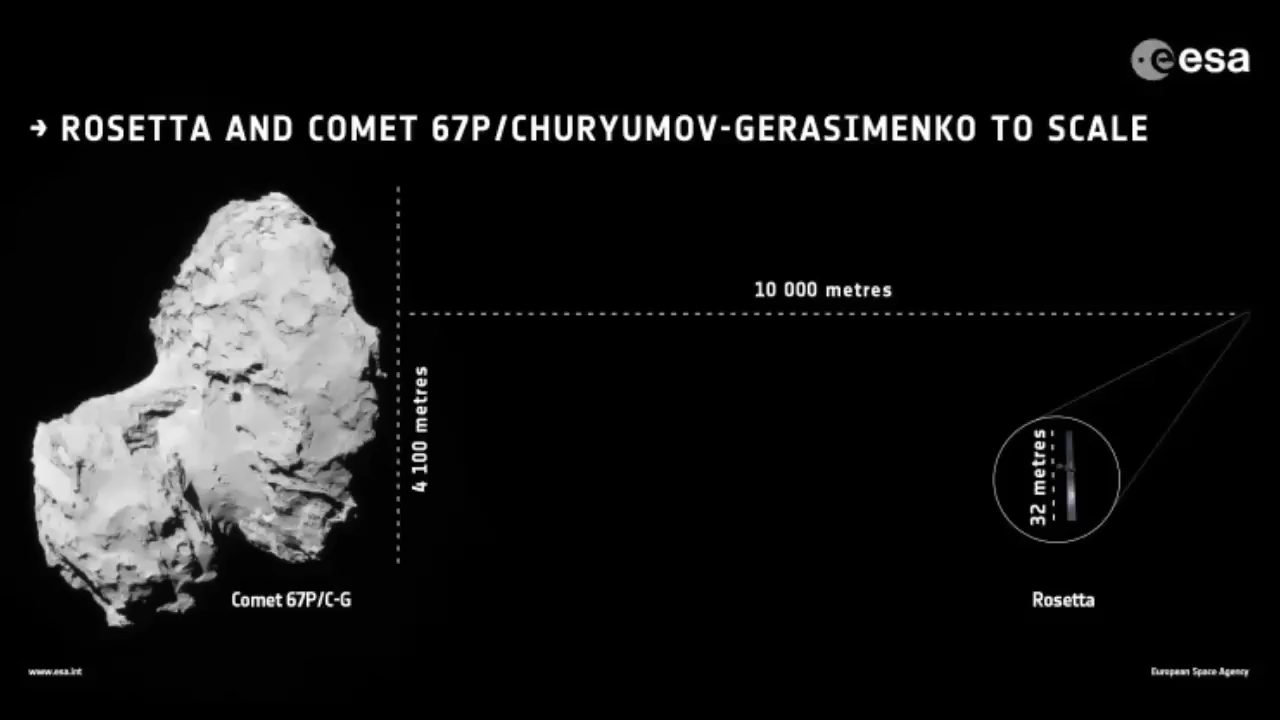 esa
→ ROSETTA AND COMET 67P/CHURYUMOV-GERASIMENKO TO SCALE
10 000 metres
4 100 metres
32 metres
Comet 67P/C-G
Rosetta
www.esa.int
European Space Agency